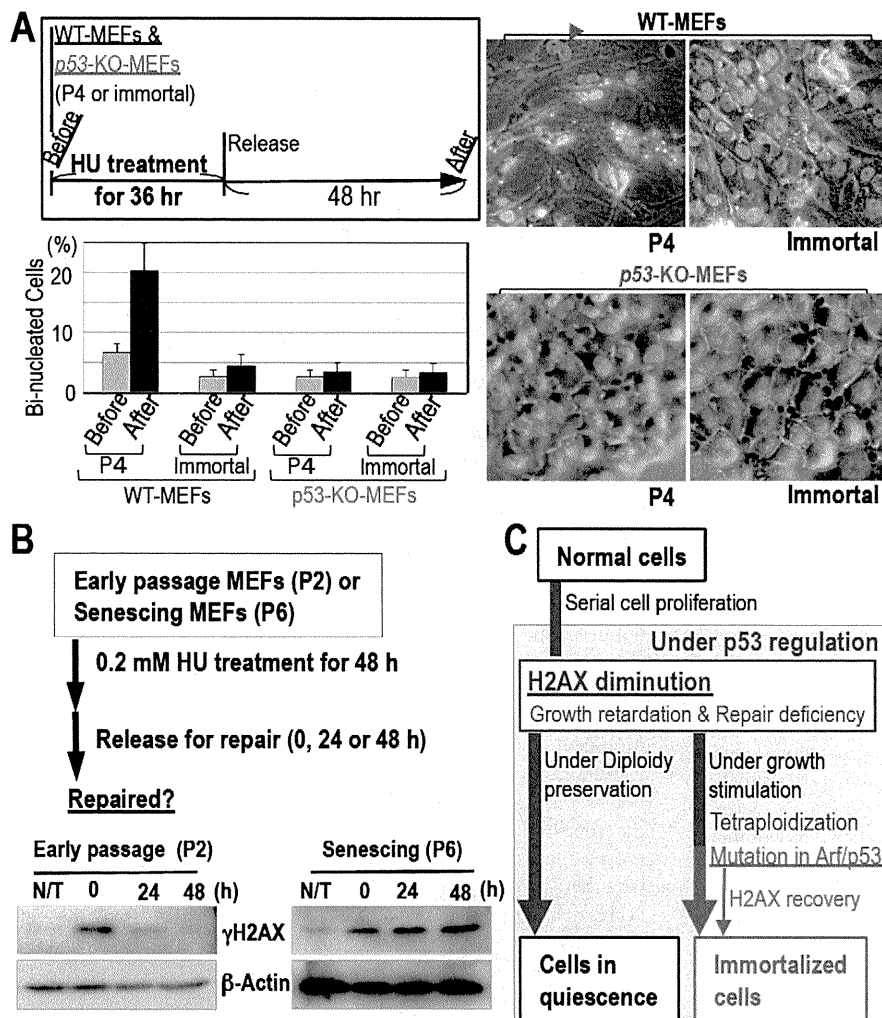 A
WT-MEFs &
p53-KO-MEFs
(P4 or immortal)
Before
HU treatment
for 36 hr
Release
48 hr
After
WT-MEFs
P4
Immortal
p53-KO-MEFs
P4
Immortal
(%)
20
10
0
Bi-nucleated Cells
Before
After
Before
After
Before
After
Before
After
P4
Immortal
P4
Immortal
WT-MEFs
p53-KO-MEFs
B
Early passage MEFs (P2) or
Senescing MEFs (P6)
0.2 mM HU treatment for 48 h
Release for repair (0, 24 or 48 h)
Repaired?
Early passage (P2)
Senescing (P6)
N/T 0 24 48 (h)
N/T 0 24 48 (h)
γH2AX
β-Actin
C
Normal cells
Serial cell proliferation
Under p53 regulation
H2AX diminution
Growth retardation & Repair deficiency
Under Diploidy
preservation
Under growth
stimulation
Tetraploidization
Mutation in Arf/p53
H2AX recovery
Cells in
quiescence
Immortalized
cells